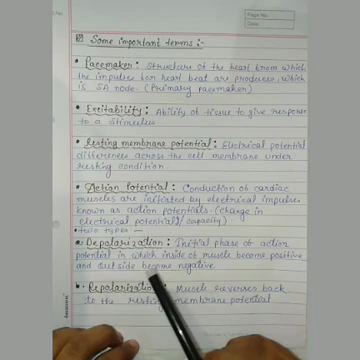 Page No:
Date:
Some important terms :-
• Pacemaker : Structure of the heart from which
the impulses for heart beat are produces, which
is SA node. (Primary pacemaker)
• Excitability : Ability of tissue to give response
to a stimulus
• Resting membrane potential : Electrical potential
differences across the cell membrane under
resting condition.
• Action Potential : Conduction of cardiac
muscles are initiated by electrical impulse
known as action potentials. (change in
electrical potential / capacity)
• two types —
• Depolarization : Initial phase of action
potential in which inside of muscle become positive
and outside become negative.
• Repolarization : Muscle reverses back
to the resting membrane potential